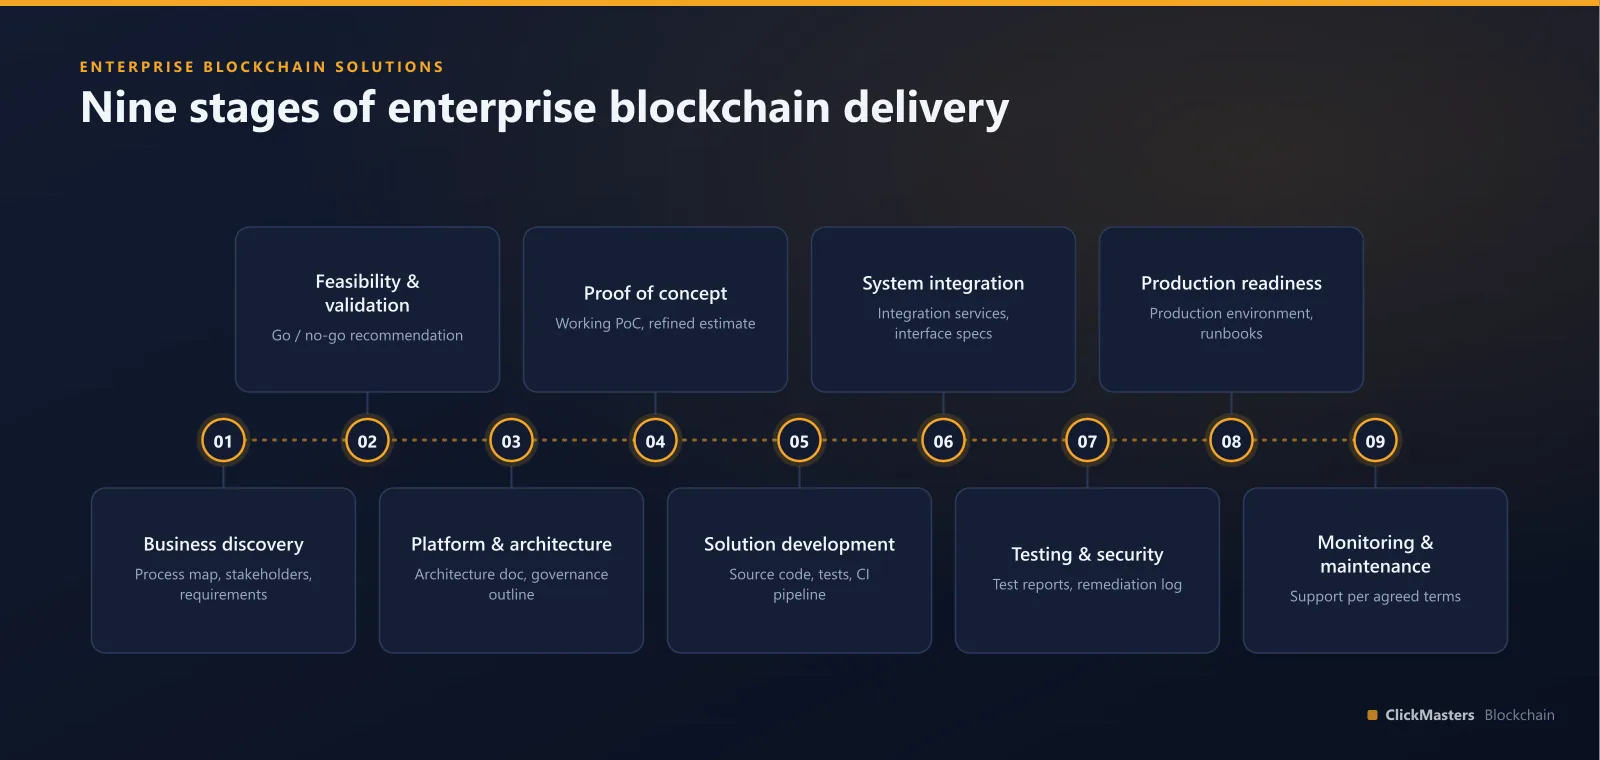 ENTERPRISE BLOCKCHAIN SOLUTIONS
Nine stages of enterprise blockchain delivery
01
Business discovery
Process map, stakeholders,
requirements
02
Feasibility &
validation
Go / no-go recommendation
03
Platform & architecture
Architecture doc, governance
outline
04
Proof of concept
Working PoC, refined estimate
05
Solution development
Source code, tests, CI
pipeline
06
System integration
Integration services,
interface specs
07
Testing & security
Test reports, remediation log
08
Production readiness
Production environment,
runbooks
09
Monitoring &
maintenance
Support per agreed terms
ClickMasters Blockchain